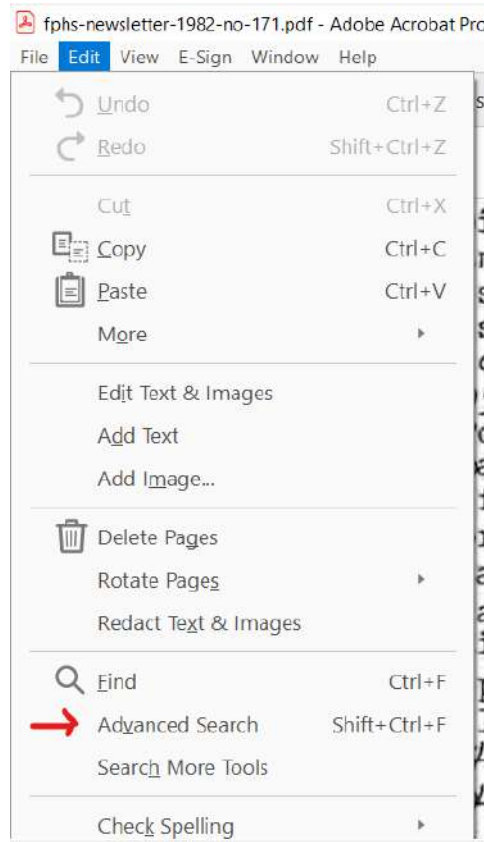 fphs-newsletter-1982-no-171.pdf - Adobe Acrobat Pro
File Edit View E-Sign Window Help
Undo Ctrl+Z
Redo Shift+Ctrl+Z
Cut Ctrl+X
Copy Ctrl+C
Paste Ctrl+V
More
Edit Text & Images
Add Text
Add Image...
Delete Pages
Rotate Pages
Redact Text & Images
Find Ctrl+F
Advanced Search Shift+Ctrl+F
Search More Tools
Check Spelling